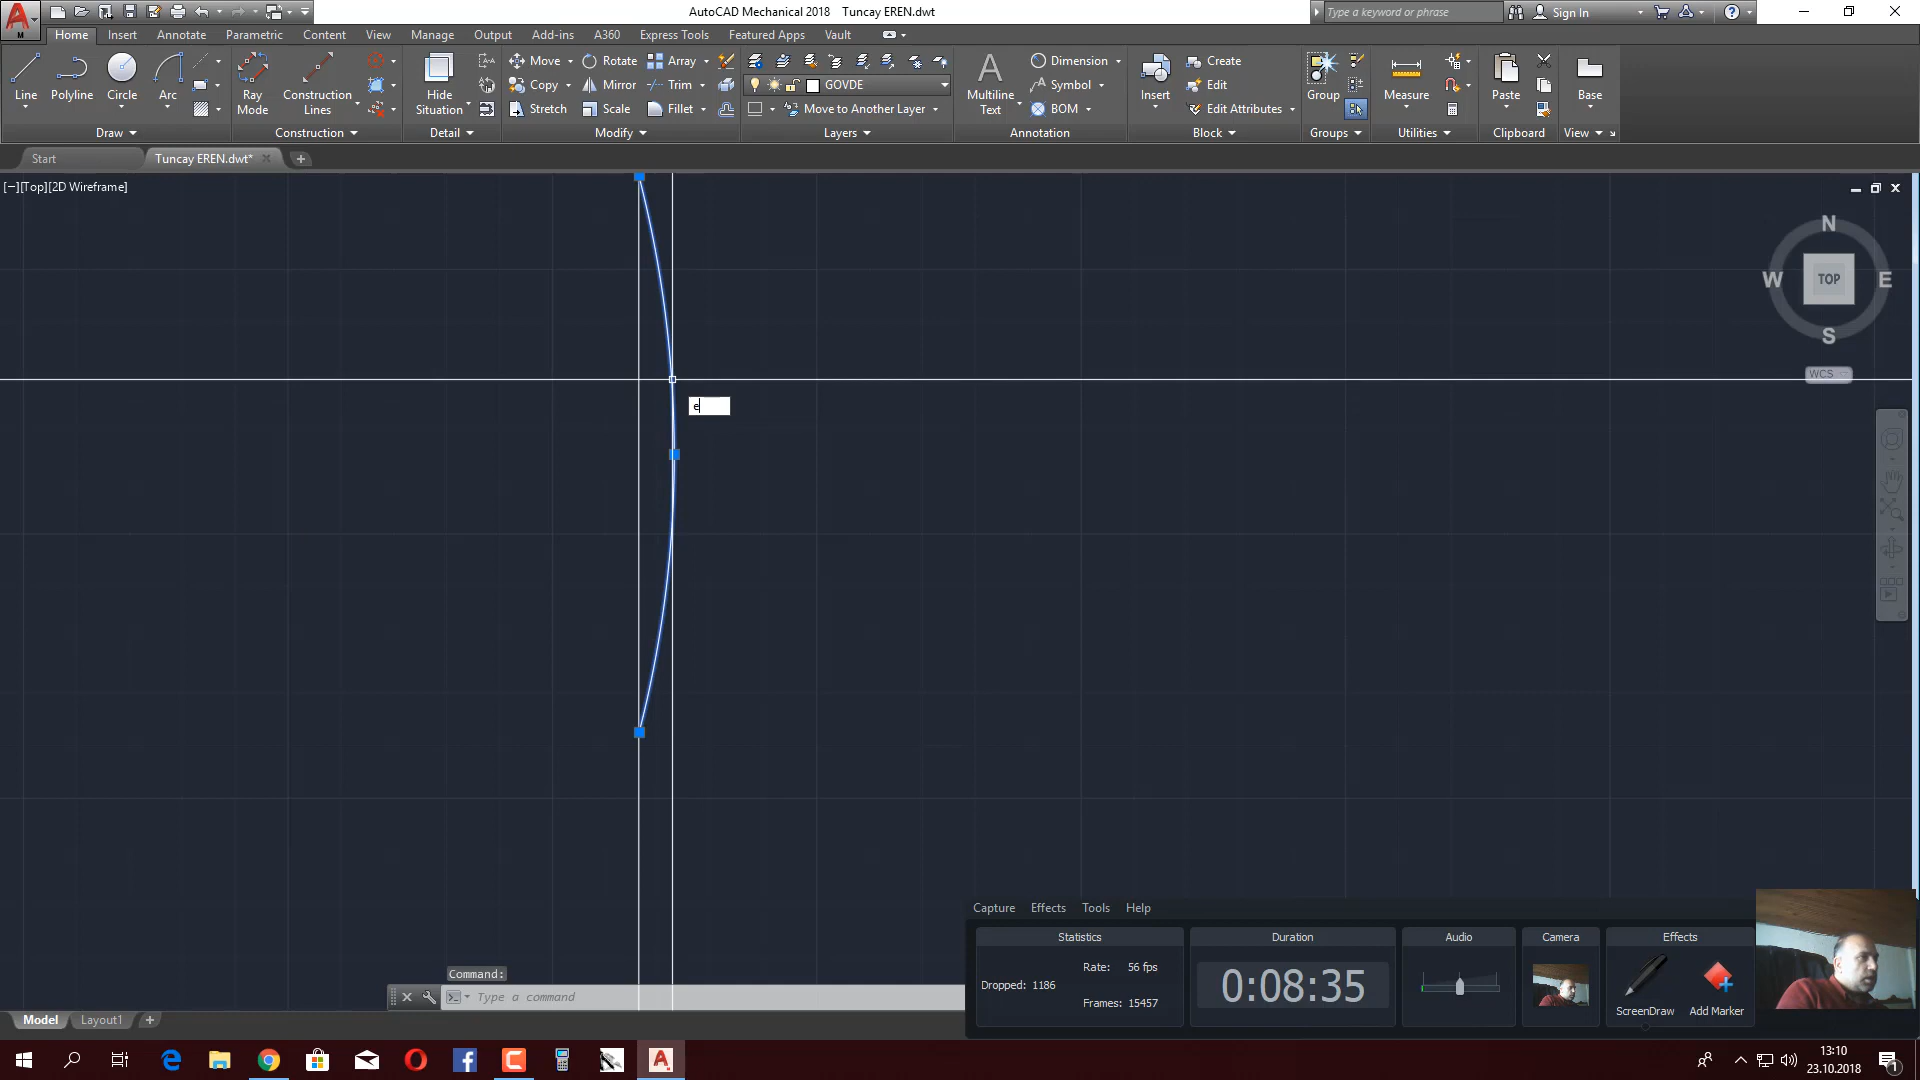 AutoCAD Mechanical 2018 Tuncay EREN.dwt
Type a keyword or phrase
Sign In
Home Insert Annotate Parametric Content View Manage Output Add-ins A360 Express Tools Featured Apps Vault
Line
Polyline
Circle
Arc
Draw
Ray
Mode
Construction
Lines
Construction
Hide
Situation
Detail
Move Rotate Array
Copy Mirror Trim
Stretch Scale Fillet
Modify
GOVDE
Move to Another Layer
Layers
Multiline
Text
Dimension
Symbol
BOM
Annotation
Insert
Create
Edit
Edit Attributes
Block
Group
Groups
Measure
Utilities
Paste
Clipboard
Base
View
Start
Tuncay EREN.dwt*
[−][Top][2D Wireframe]
N
W TOP E
S
WCS
e
Command:
Type a command
Model Layout1
Capture Effects Tools Help
Statistics
Rate: 56 fps
Dropped: 1186
Frames: 15457
Duration
0:08:35
Audio
Camera
Effects
ScreenDraw
Add Marker
13:10
23.10.2018
1